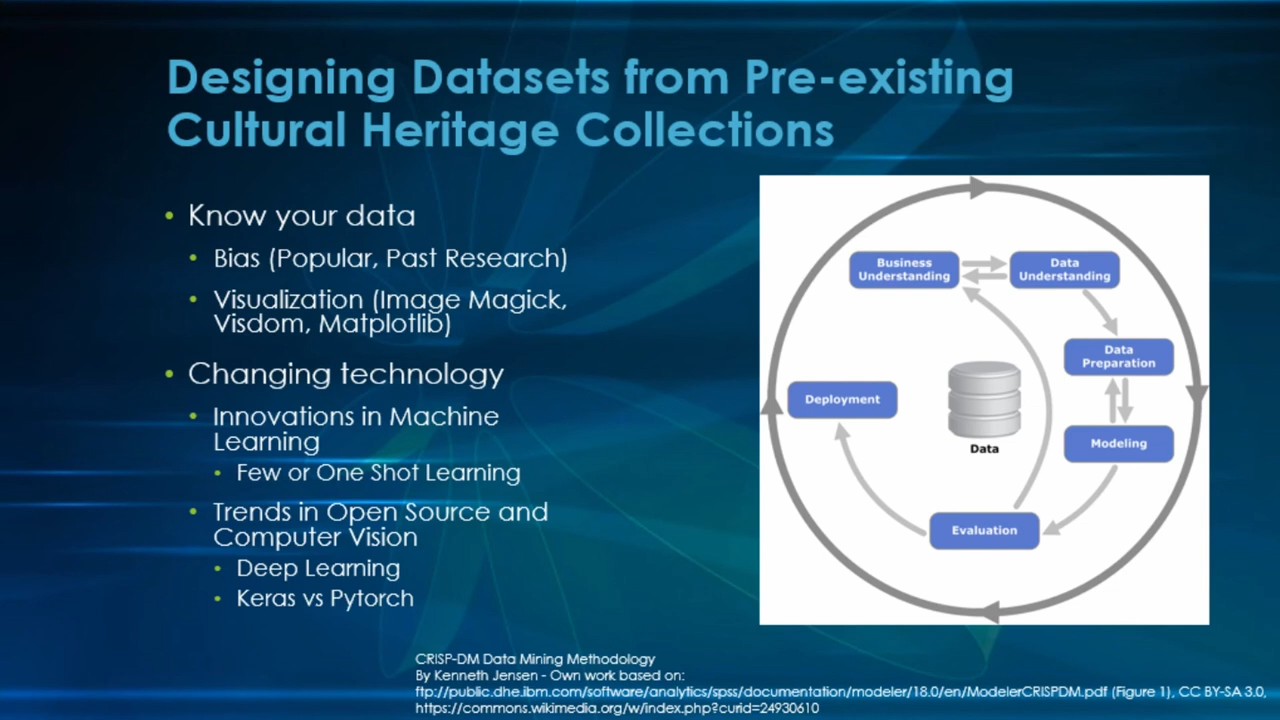 Designing Datasets from Pre-existing
Cultural Heritage Collections
• Know your data
• Bias (Popular, Past Research)
• Visualization (Image Magick,
Visdom, Matplotlib)
• Changing technology
• Innovations in Machine
Learning
• Few or One Shot Learning
• Trends in Open Source and
Computer Vision
• Deep Learning
• Keras vs Pytorch
Business
Understanding
Data
Understanding
Data
Preparation
Modeling
Evaluation
Deployment
Data
CRISP-DM Data Mining Methodology
By Kenneth Jensen - Own work based on:
ftp://public.dhe.ibm.com/software/analytics/spss/documentation/modeler/18.0/en/ModelerCRISPDM.pdf (Figure 1), CC BY-SA 3.0,
https://commons.wikimedia.org/w/index.php?curid=24930610